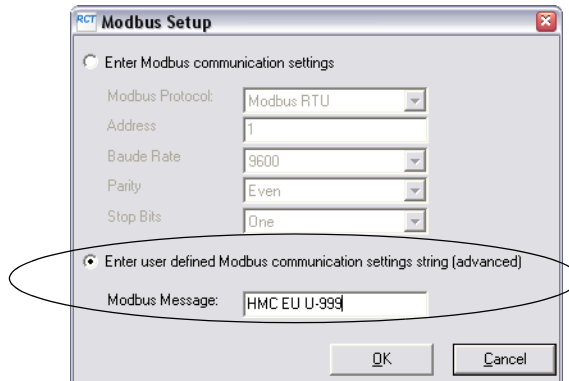 RCT Modbus Setup
Enter Modbus communication settings
Modbus Protocol: Modbus RTU
Address 1
Baude Rate 9600
Parity Even
Stop Bits One
Enter user defined Modbus communication settings string (advanced)
Modbus Message: HMC EU U-999
OK Cancel